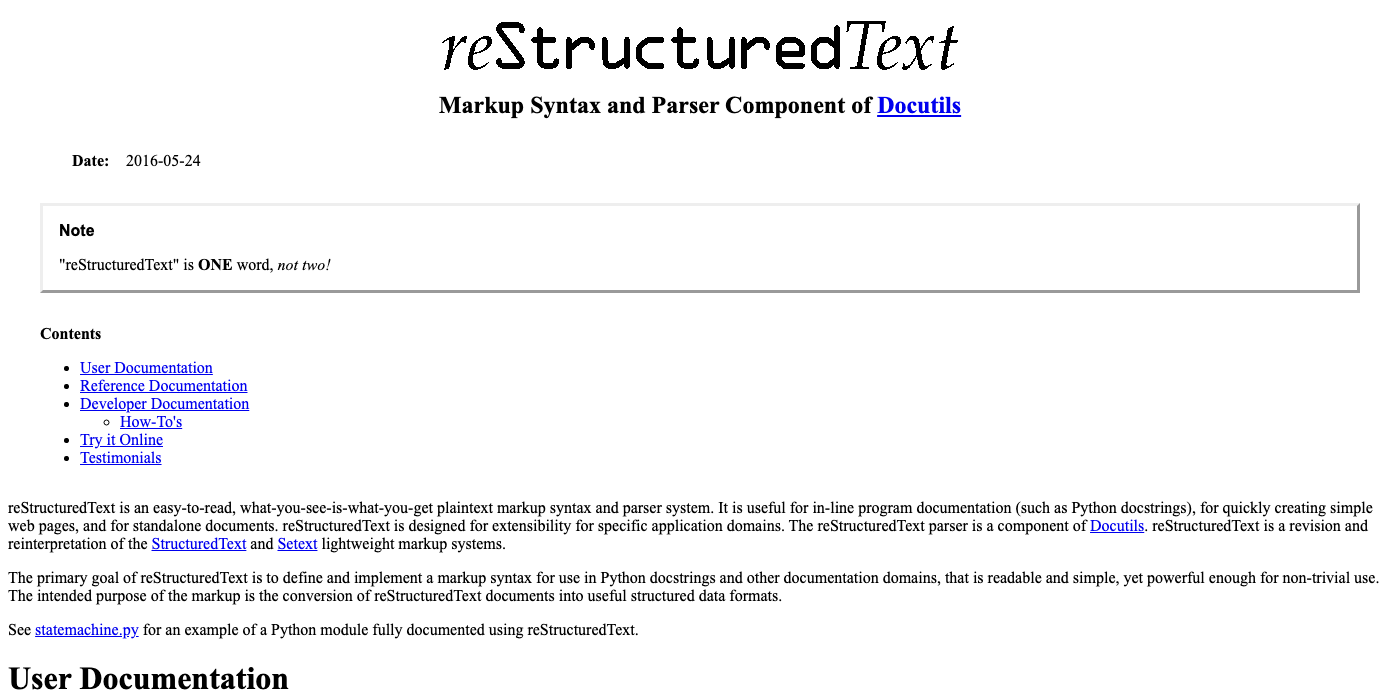 reStructuredText
Markup Syntax and Parser Component of Docutils
Date: 2016-05-24
Note
"reStructuredText" is ONE word, not two!
Contents
User Documentation
Reference Documentation
Developer Documentation
How-To's
Try it Online
Testimonials
reStructuredText is an easy-to-read, what-you-see-is-what-you-get plaintext markup syntax and parser system. It is useful for in-line program documentation (such as Python docstrings), for quickly creating simple
web pages, and for standalone documents. reStructuredText is designed for extensibility for specific application domains. The reStructuredText parser is a component of Docutils. reStructuredText is a revision and
reinterpretation of the StructuredText and Setext lightweight markup systems.
The primary goal of reStructuredText is to define and implement a markup syntax for use in Python docstrings and other documentation domains, that is readable and simple, yet powerful enough for non-trivial use.
The intended purpose of the markup is the conversion of reStructuredText documents into useful structured data formats.
See statemachine.py for an example of a Python module fully documented using reStructuredText.
User Documentation